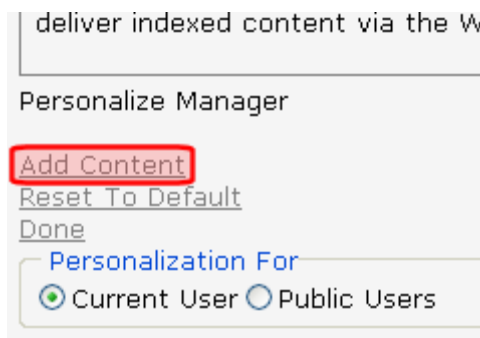 deliver indexed content via the W
Personalize Manager
Add Content
Reset To Default
Done
Personalization For
Current User Public Users